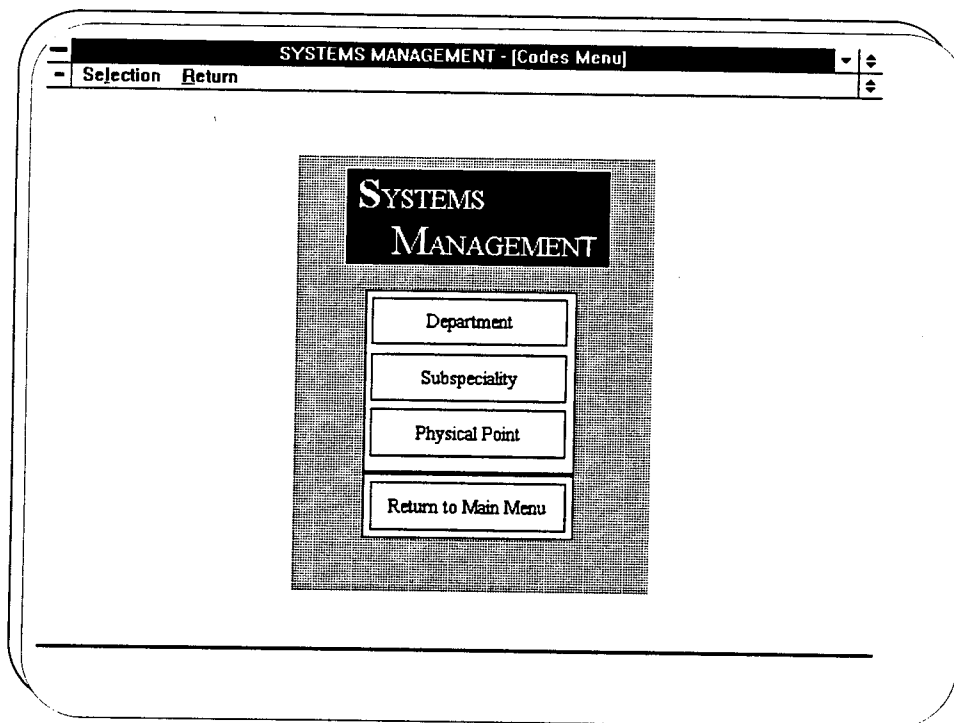 SYSTEMS MANAGEMENT - [Codes Menu]
Selection Return
SYSTEMS
MANAGEMENT
Department
Subspeciality
Physical Point
Return to Main Menu